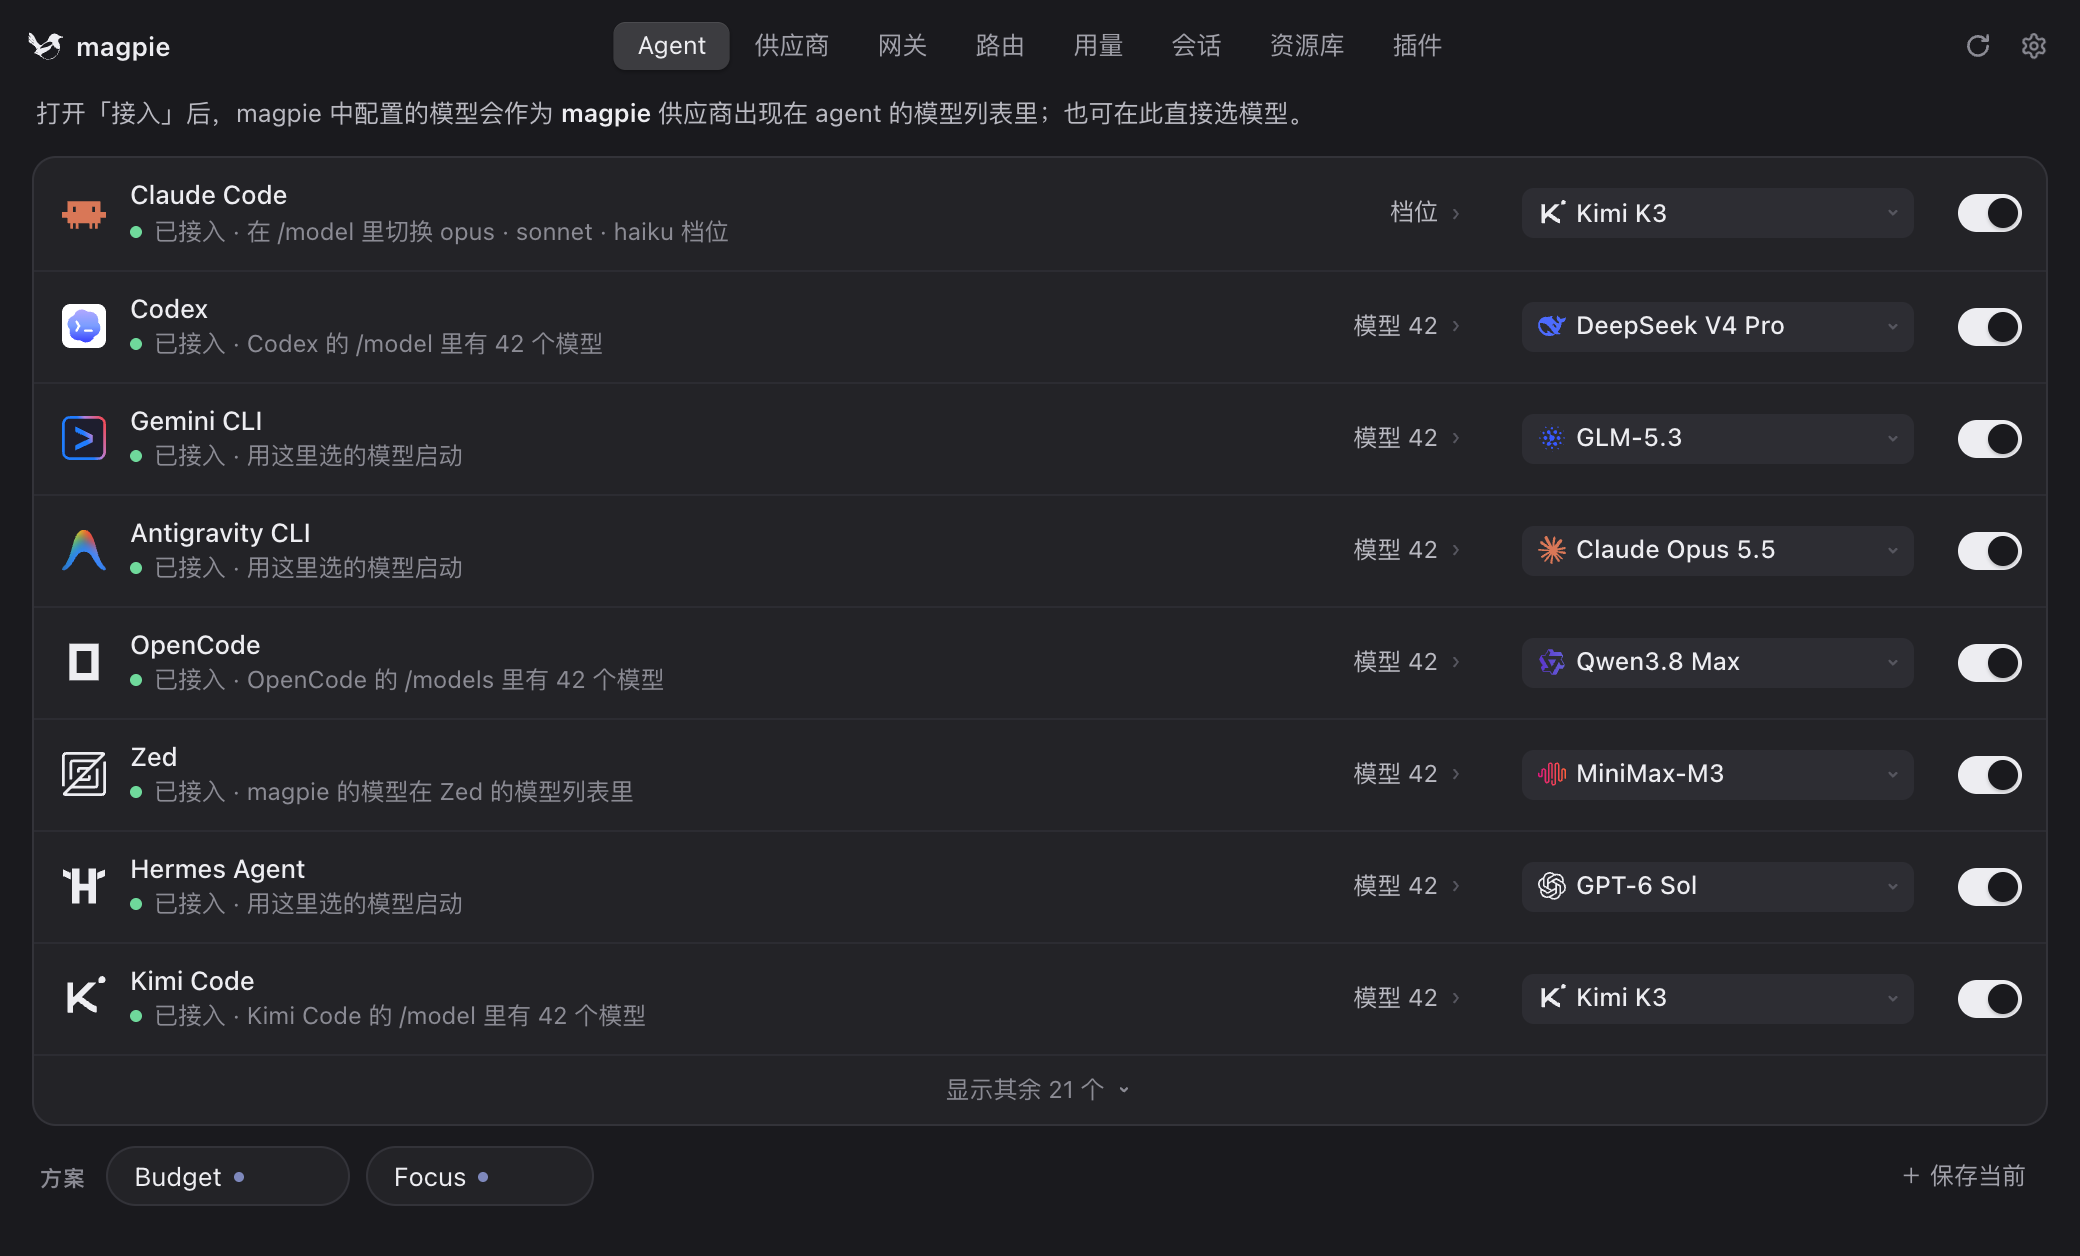 magpie
Agent 供应商 网关 路由 用量 会话 资源库 插件
打开「接入」后，magpie 中配置的模型会作为 magpie 供应商出现在 agent 的模型列表里；也可在此直接选模型。
Claude Code
已接入 · 在 /model 里切换 opus · sonnet · haiku 档位
档位 ›
Kimi K3
Codex
已接入 · Codex 的 /model 里有 42 个模型
模型 42 ›
DeepSeek V4 Pro
Gemini CLI
已接入 · 用这里选的模型启动
模型 42 ›
GLM-5.3
Antigravity CLI
已接入 · 用这里选的模型启动
模型 42 ›
Claude Opus 5.5
OpenCode
已接入 · OpenCode 的 /models 里有 42 个模型
模型 42 ›
Qwen3.8 Max
Zed
已接入 · magpie 的模型在 Zed 的模型列表里
模型 42 ›
MiniMax-M3
Hermes Agent
已接入 · 用这里选的模型启动
模型 42 ›
GPT-6 Sol
Kimi Code
已接入 · Kimi Code 的 /model 里有 42 个模型
模型 42 ›
Kimi K3
显示其余 21 个
方案 Budget Focus + 保存当前